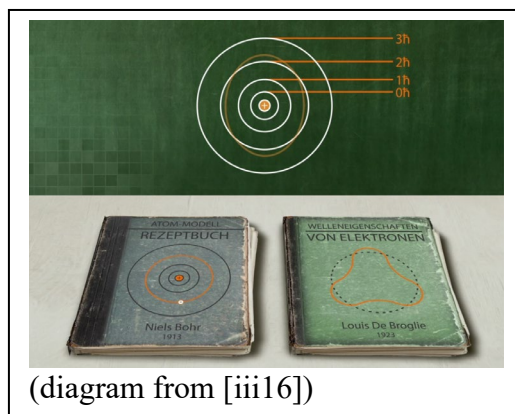 3ħ
2ħ
1ħ
0ħ
ATOM-MODELL
REZEPTBUCH
Niels Bohr
1913
WELLENEIGENSCHAFTEN
VON ELEKTRONEN
Louis De Broglie
1923
(diagram from [iii16])